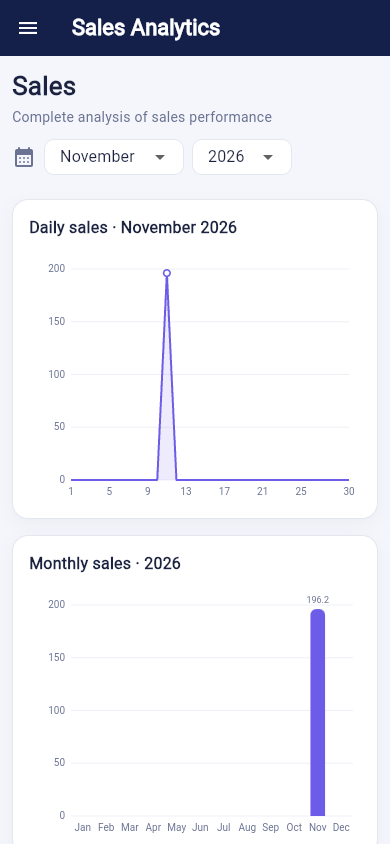 Sales Analytics
Sales
Complete analysis of sales performance
November 2026
Daily sales · November 2026
200
150
100
50
0
1 5 9 13 17 21 25 30
Monthly sales · 2026
196.2
200
150
100
50
0
Jan Feb Mar Apr May Jun Jul Aug Sep Oct Nov Dec